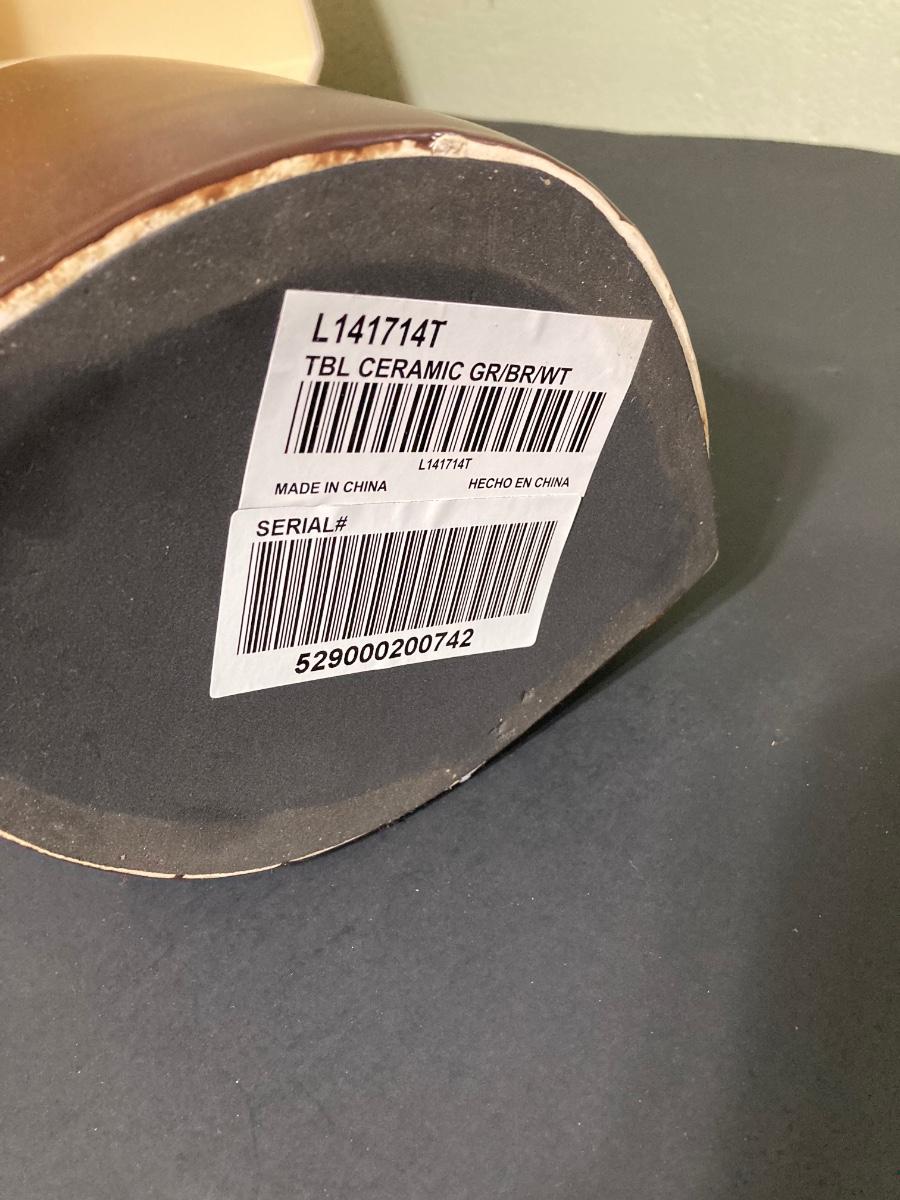 L141714T
TBL CERAMIC GR/BR/WT
L141714T
MADE IN CHINA HECHO EN CHINA
SERIAL#
529000200742